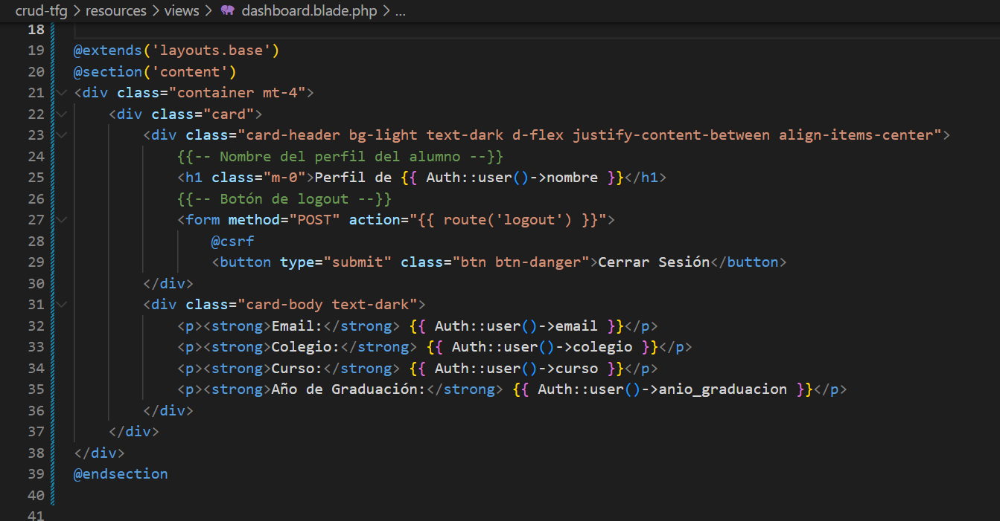 crud-tfg > resources > views > dashboard.blade.php > ...
18
19 @extends('layouts.base')
20 @section('content')
21 <div class="container mt-4">
22     <div class="card">
23         <div class="card-header bg-light text-dark d-flex justify-content-between align-items-center">
24             {{-- Nombre del perfil del alumno --}}
25             <h1 class="m-0">Perfil de {{ Auth::user()->nombre }}</h1>
26             {{-- Botón de logout --}}
27             <form method="POST" action="{{ route('logout') }}">
28                 @csrf
29                 <button type="submit" class="btn btn-danger">Cerrar Sesión</button>
30         </div>
31         <div class="card-body text-dark">
32             <p><strong>Email:</strong> {{ Auth::user()->email }}</p>
33             <p><strong>Colegio:</strong> {{ Auth::user()->colegio }}</p>
34             <p><strong>Curso:</strong> {{ Auth::user()->curso }}</p>
35             <p><strong>Año de Graduación:</strong> {{ Auth::user()->anio_graduacion }}</p>
36         </div>
37     </div>
38 </div>
39 @endsection
40
41